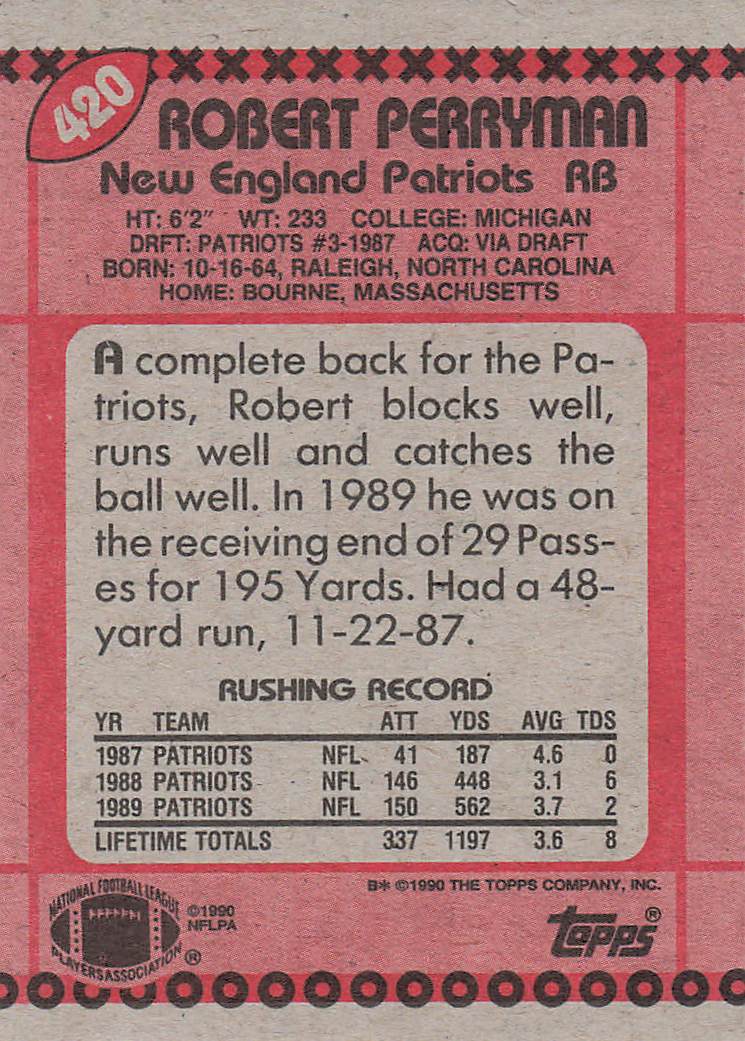 420
ROBERT PERRYMAN
New England Patriots RB
HT: 6'2" WT: 233 COLLEGE: MICHIGAN
DRFT: PATRIOTS #3-1987 ACQ: VIA DRAFT
BORN: 10-16-64, RALEIGH, NORTH CAROLINA
HOME: BOURNE, MASSACHUSETTS
A complete back for the Pa-
triots, Robert blocks well,
runs well and catches the
ball well. In 1989 he was on
the receiving end of 29 Pass-
es for 195 Yards. Had a 48-
yard run, 11-22-87.
RUSHING RECORD
YR TEAM ATT YDS AVG TDS
1987 PATRIOTS NFL 41 187 4.6 0
1988 PATRIOTS NFL 146 448 3.1 6
1989 PATRIOTS NFL 150 562 3.7 2
LIFETIME TOTALS 337 1197 3.6 8
B* ©1990 THE TOPPS COMPANY, INC.
NATIONAL FOOTBALL LEAGUE
PLAYERS ASSOCIATION ®
©1990
NFLPA
topps®